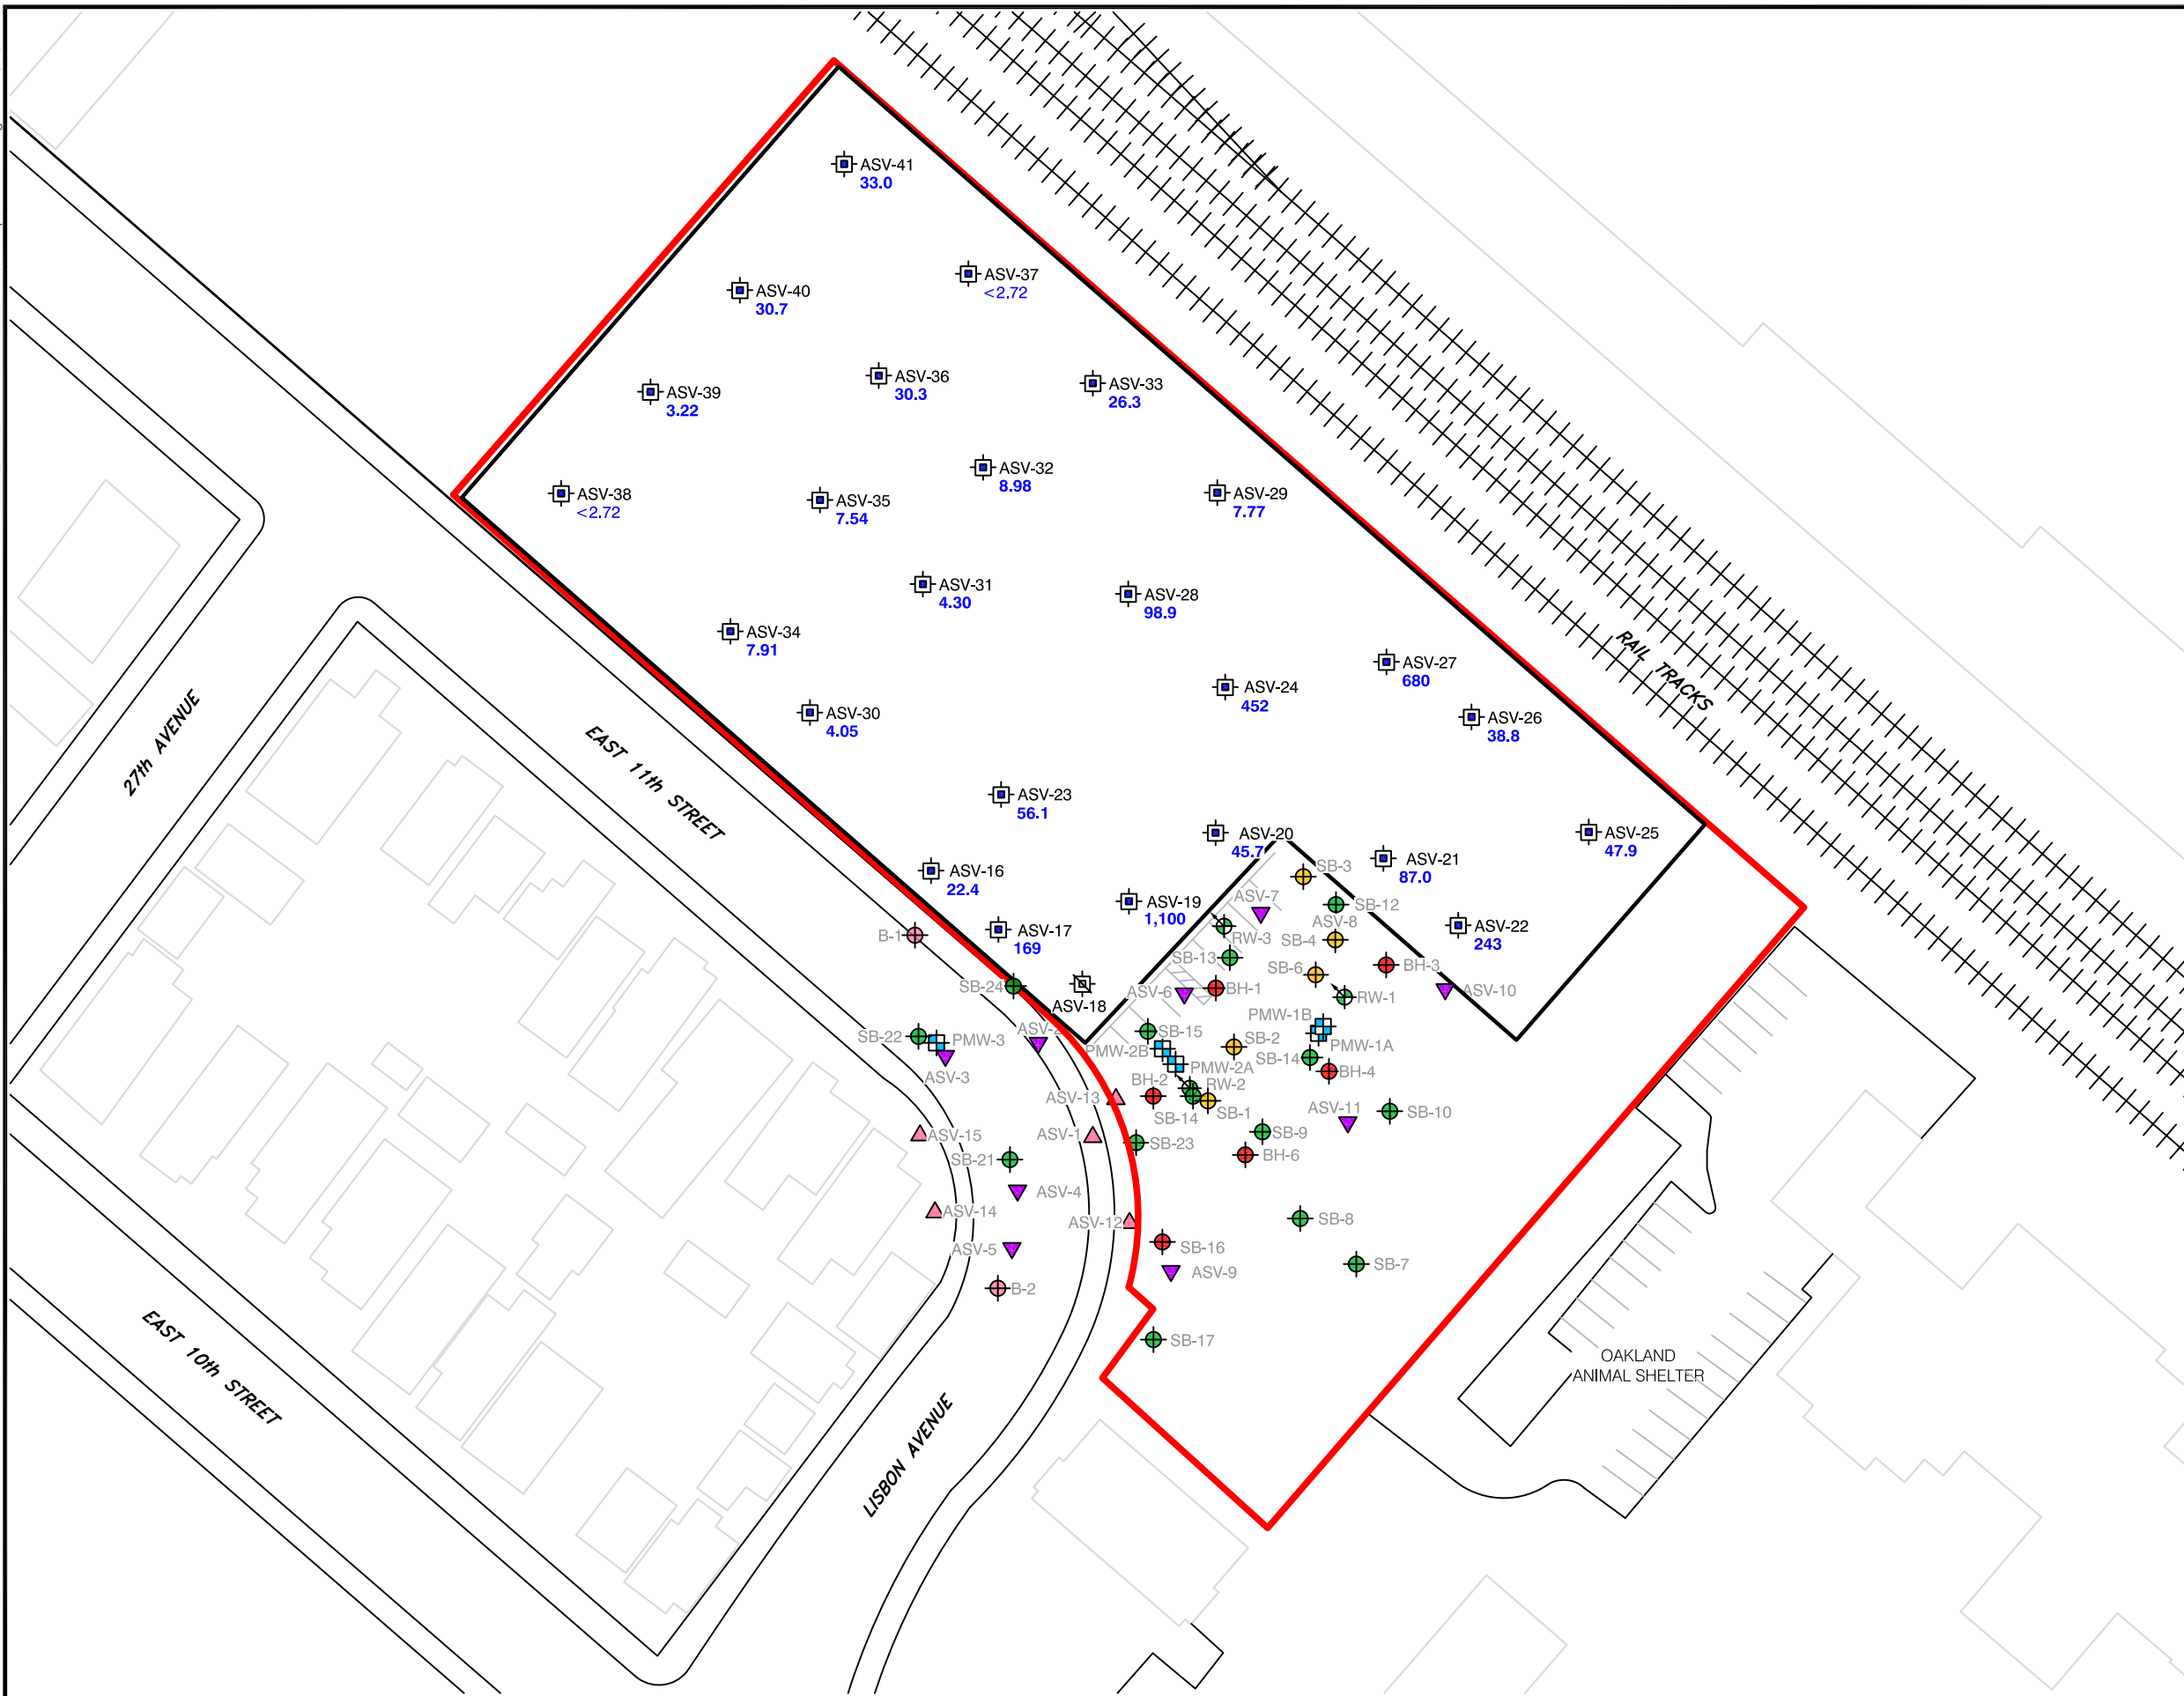 ASV-41
33.0
ASV-37
<2.72
ASV-40
30.7
ASV-36
30.3
ASV-33
26.3
ASV-39
3.22
ASV-32
8.98
ASV-38
<2.72
ASV-35
7.54
ASV-29
7.77
ASV-31
4.30
ASV-28
98.9
ASV-34
7.91
ASV-27
680
RAIL TRACKS
ASV-24
452
ASV-30
4.05
ASV-26
38.8
27th AVENUE
EAST 11th STREET
ASV-23
56.1
ASV-20
45.7
ASV-25
47.9
ASV-21
87.0
ASV-16
22.4
SB-3
ASV-19
1,100
ASV-7
SB-12
ASV-8
ASV-22
243
ASV-17
169
B-1
RW-3
SB-4
SB-13
SB-6
BH-3
SB-24
ASV-18
ASV-6
BH-1
RW-1
ASV-10
PMW-1B
ASV-2
SB-15
SB-22
PMW-3
SB-2
PMW-1A
PMW-2B
SB-14
PMW-2A
ASV-3
BH-2
RW-2
BH-4
ASV-13
SB-14
SB-1
ASV-11
SB-10
ASV-15
ASV-1
SB-23
SB-9
SB-21
BH-6
ASV-4
ASV-14
ASV-12
SB-8
ASV-5
SB-16
SB-7
ASV-9
B-2
SB-17
EAST 10th STREET
OAKLAND
ANIMAL SHELTER
LISBON AVENUE